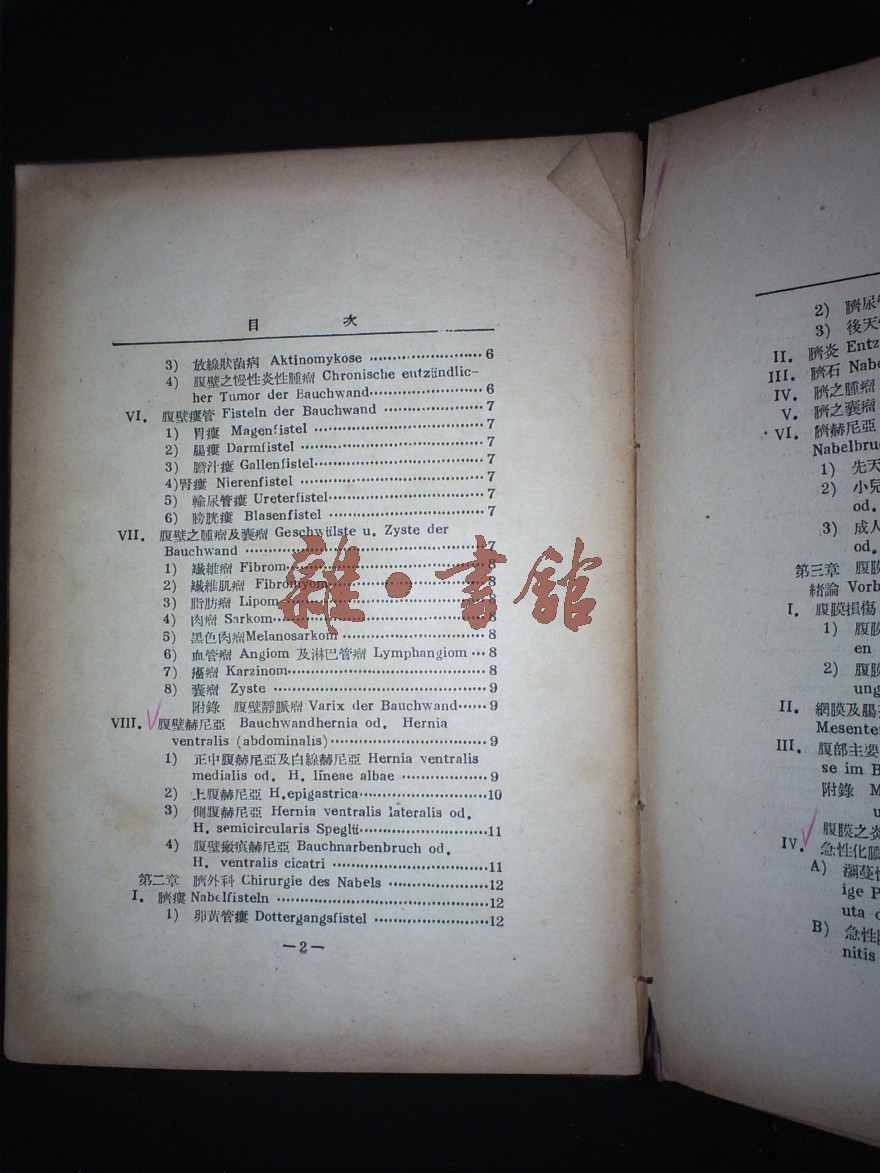 目 次
3) 放線狀菌病 Aktinomykose ························6
4) 腹壁之慢性炎性腫瘤 Chronische eutzündlic-
her Tumor der Bauchwand························6
VI. 腹壁瘻管 Fisteln der Bauchwand ························7
1) 胃瘻 Magenfistel ························7
2) 腸瘻 Darmfistel ························7
3) 膽汁瘻 Gallenfistel························7
4)腎瘻 Nierenfistel ························7
5) 輸尿管瘻 Ureterfistel························7
6) 膀胱瘻 Blasenfistel ························7
VII. 腹壁之腫瘤及囊瘤 Geschwülste u. Zyste der
Bauchwand ························7
1) 纖維瘤 Fibrom························8
2) 纖維肌瘤 Fibromyom························8
3) 脂肪瘤 Lipom························8
4) 肉瘤 Sarkom························8
5) 黑色肉瘤Melanosarkom························8
6) 血管瘤 Angiom 及淋巴管瘤 Lymphangiom ···8
7) 癌瘤 Karzinom························8
8) 囊瘤 Zyste ························9
附錄 腹壁靜脈瘤 Varix der Bauchwand······9
VIII. 腹壁赫尼亞 Bauchwandhernia od. Hernia
ventralis (abdominalis)························9
1) 正中腹赫尼亞及白線赫尼亞 Hernia ventralis
medialis od. H. lineae albae ···············9
2) 上腹赫尼亞 H.epigastrica························10
3) 側腹赫尼亞 Hernia ventralis lateralis od.
H. semicircularis Speglii························11
4) 腹壁瘢痕赫尼亞 Bauchnarbenbruch od.
H. ventralis cicatri ························11
第二章 臍外科 Chirurgie des Nabels ···············12
I. 臍瘻 Nabelfisteln ························12
1) 卵黃管瘻 Dottergangsfistel ···············12
—2—
雜·書館
2) 臍尿
3) 後天
II. 臍炎 Entz
III. 臍石 Nabe
IV. 臍之腫瘤
V. 臍之囊瘤
VI. 臍赫尼亞
Nabelbruc
1) 先天
2) 小兒
od.
3) 成人
od.
第三章 腹膜
緒論 Vorb
I. 腹膜損傷
1) 腹膜
en
2) 腹膜
ung
II. 網膜及腸
Mesenter
III. 腹部主要
se im B
附錄 M
u
腹膜之炎
IV. 急性化膿
A) 瀰蔓性
ige P
uta
B) 急性
nitis